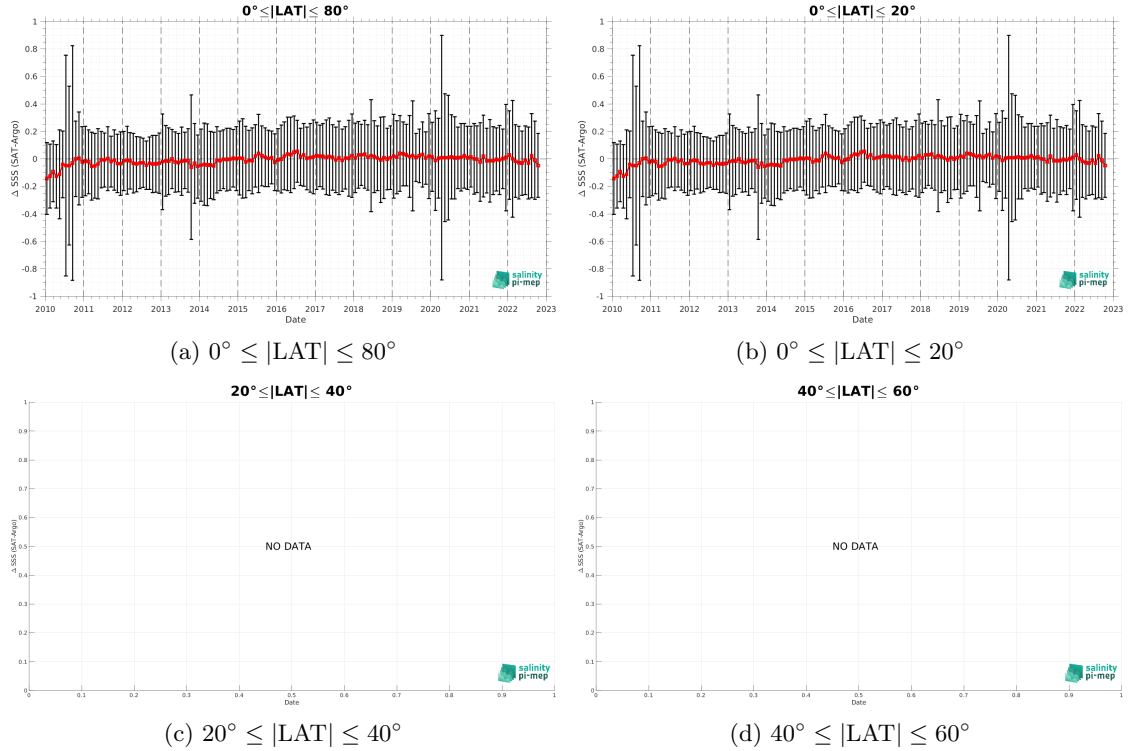 0°≤|LAT|≤ 80°
1
0.8
0.6
0.4
0.2
0
-0.2
-0.4
-0.6
-0.8
-1
Δ SSS (SAT-Argo)
2010 2011 2012 2013 2014 2015 2016 2017 2018 2019 2020 2021 2022 2023
Date
salinity
pi-mep
(a) 0° ≤ |LAT| ≤ 80°
0°≤|LAT|≤ 20°
1
0.8
0.6
0.4
0.2
0
-0.2
-0.4
-0.6
-0.8
-1
Δ SSS (SAT-Argo)
2010 2011 2012 2013 2014 2015 2016 2017 2018 2019 2020 2021 2022 2023
Date
salinity
pi-mep
(b) 0° ≤ |LAT| ≤ 20°
20°≤|LAT|≤ 40°
1
0.9
0.8
0.7
0.6
0.5
0.4
0.3
0.2
0.1
0
Δ SSS (SAT-Argo)
NO DATA
0 0.1 0.2 0.3 0.4 0.5 0.6 0.7 0.8 0.9 1
Date
salinity
pi-mep
(c) 20° ≤ |LAT| ≤ 40°
40°≤|LAT|≤ 60°
1
0.9
0.8
0.7
0.6
0.5
0.4
0.3
0.2
0.1
0
Δ SSS (SAT-Argo)
NO DATA
0 0.1 0.2 0.3 0.4 0.5 0.6 0.7 0.8 0.9 1
Date
salinity
pi-mep
(d) 40° ≤ |LAT| ≤ 60°